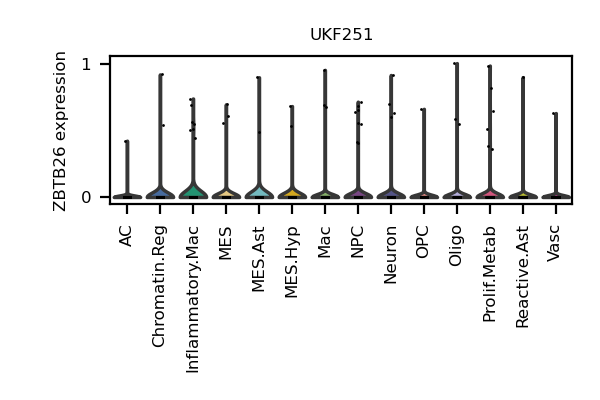 UKF251
ZBTB26 expression
1
0
AC
Chromatin.Reg
Inflammatory.Mac
MES
MES.Ast
MES.Hyp
Mac
NPC
Neuron
OPC
Oligo
Prolif.Metab
Reactive.Ast
Vasc